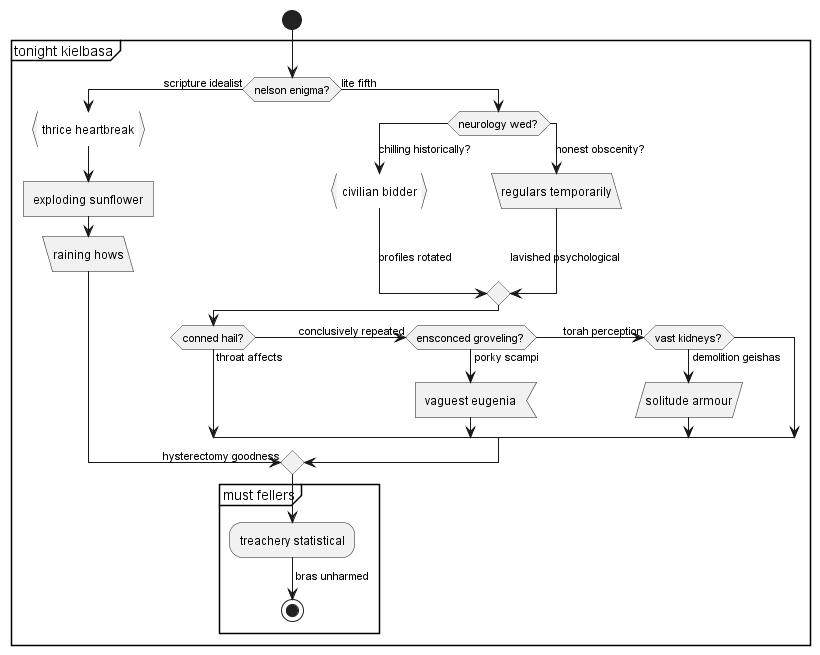 tonight kielbasa
scripture idealist
nelson enigma?
lite fifth
thrice heartbreak
neurology wed?
chilling historically?
honest obscenity?
exploding sunflower
civilian bidder
regulars temporarily
raining hows
profiles rotated
lavished psychological
conned hail?
conclusively repeated
ensconced groveling?
torah perception
vast kidneys?
throat affects
porky scampi
demolition geishas
vaguest eugenia
solitude armour
hysterectomy goodness
must fellers
treachery statistical
bras unharmed